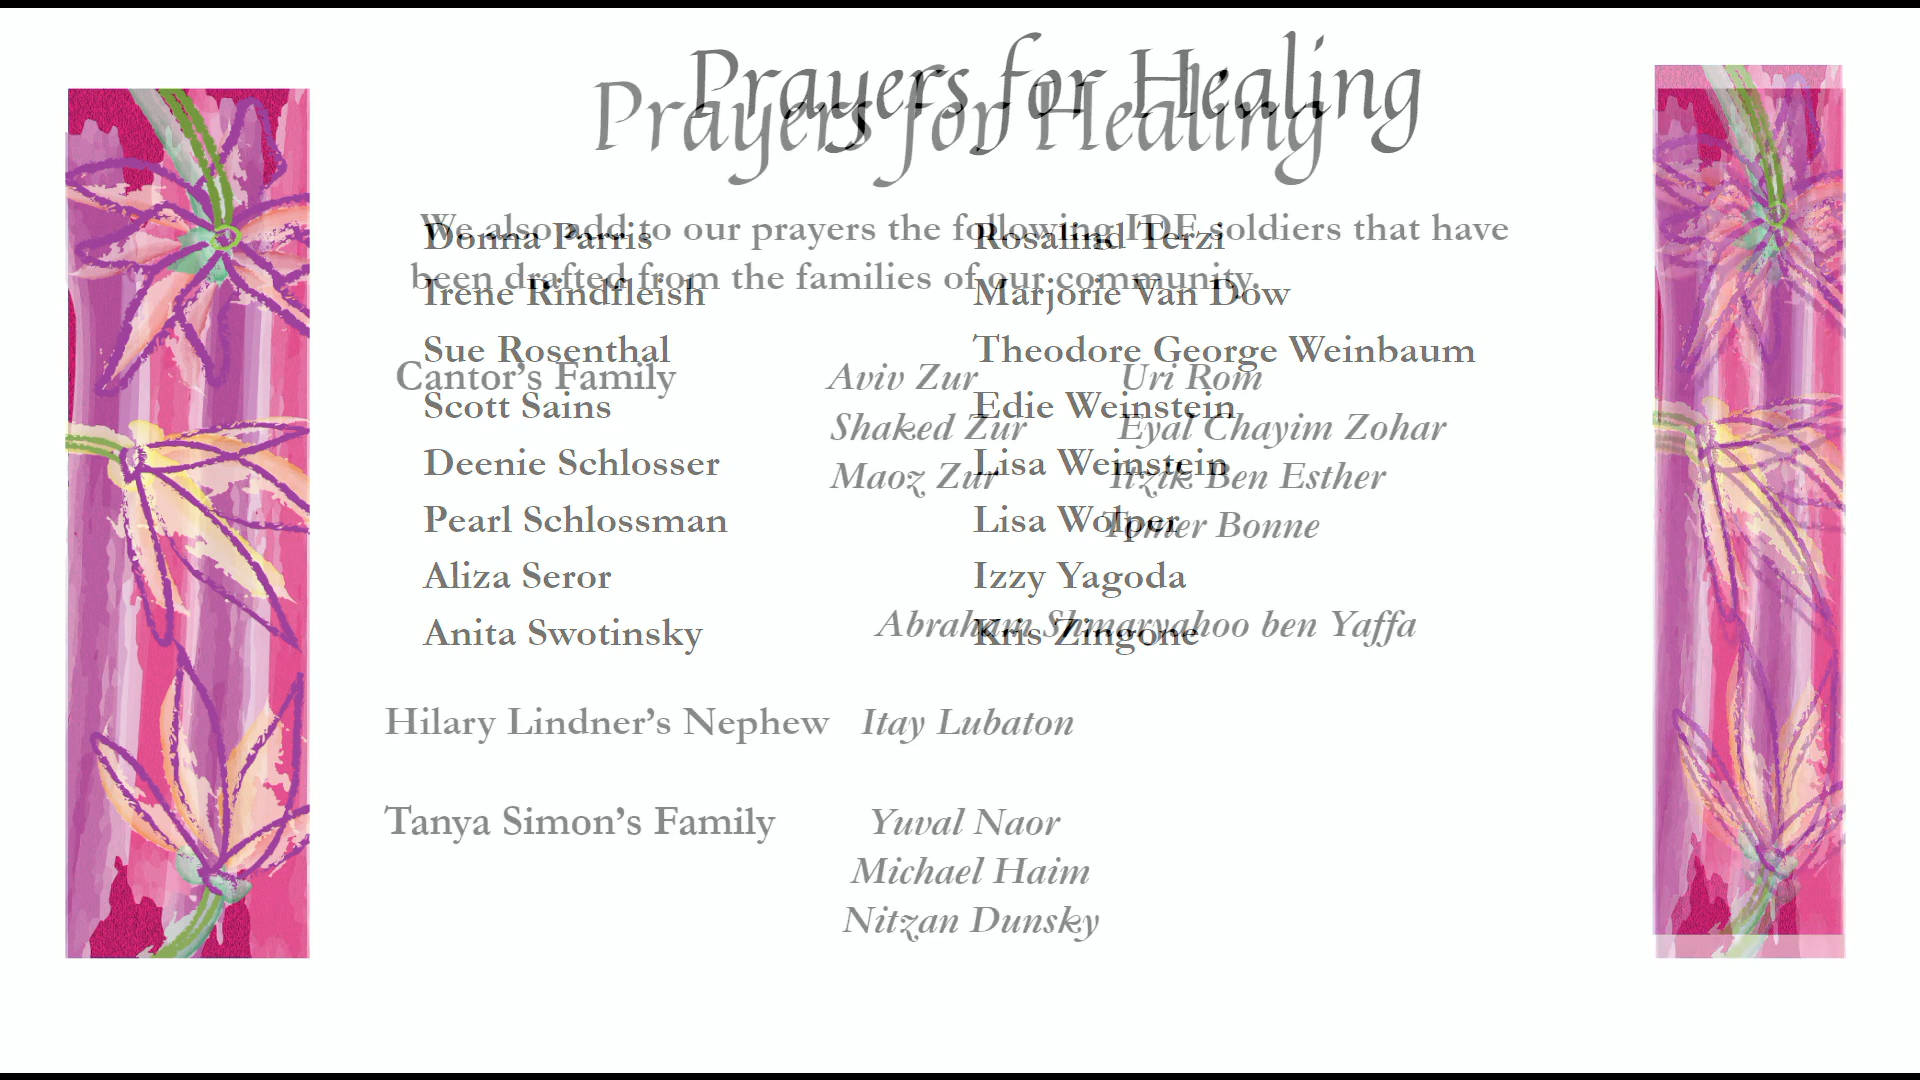 Prayers for Healing
Donna Parris Rosalind Terzi
Irene Rindfleish Marjorie Van Dow
Sue Rosenthal Theodore George Weinbaum
Scott Sains Edie Weinstein
Deenie Schlosser Lisa Weinstein
Pearl Schlossman Lisa Wolper
Aliza Seror Izzy Yagoda
Anita Swotinsky Kris Zingone
Prayers for Healing
We also add to our prayers the following IDF soldiers that have
been drafted from the families of our community.
Cantor’s Family Aviv Zur Uri Rom
Shaked Zur Eyal Chayim Zohar
Maoz Zur Itzik Ben Esther
Tomer Bonne
Abraham Shmaryahoo ben Yaffa
Hilary Lindner’s Nephew Itay Lubaton
Tanya Simon’s Family Yuval Naor
Michael Haim
Nitzan Dunsky